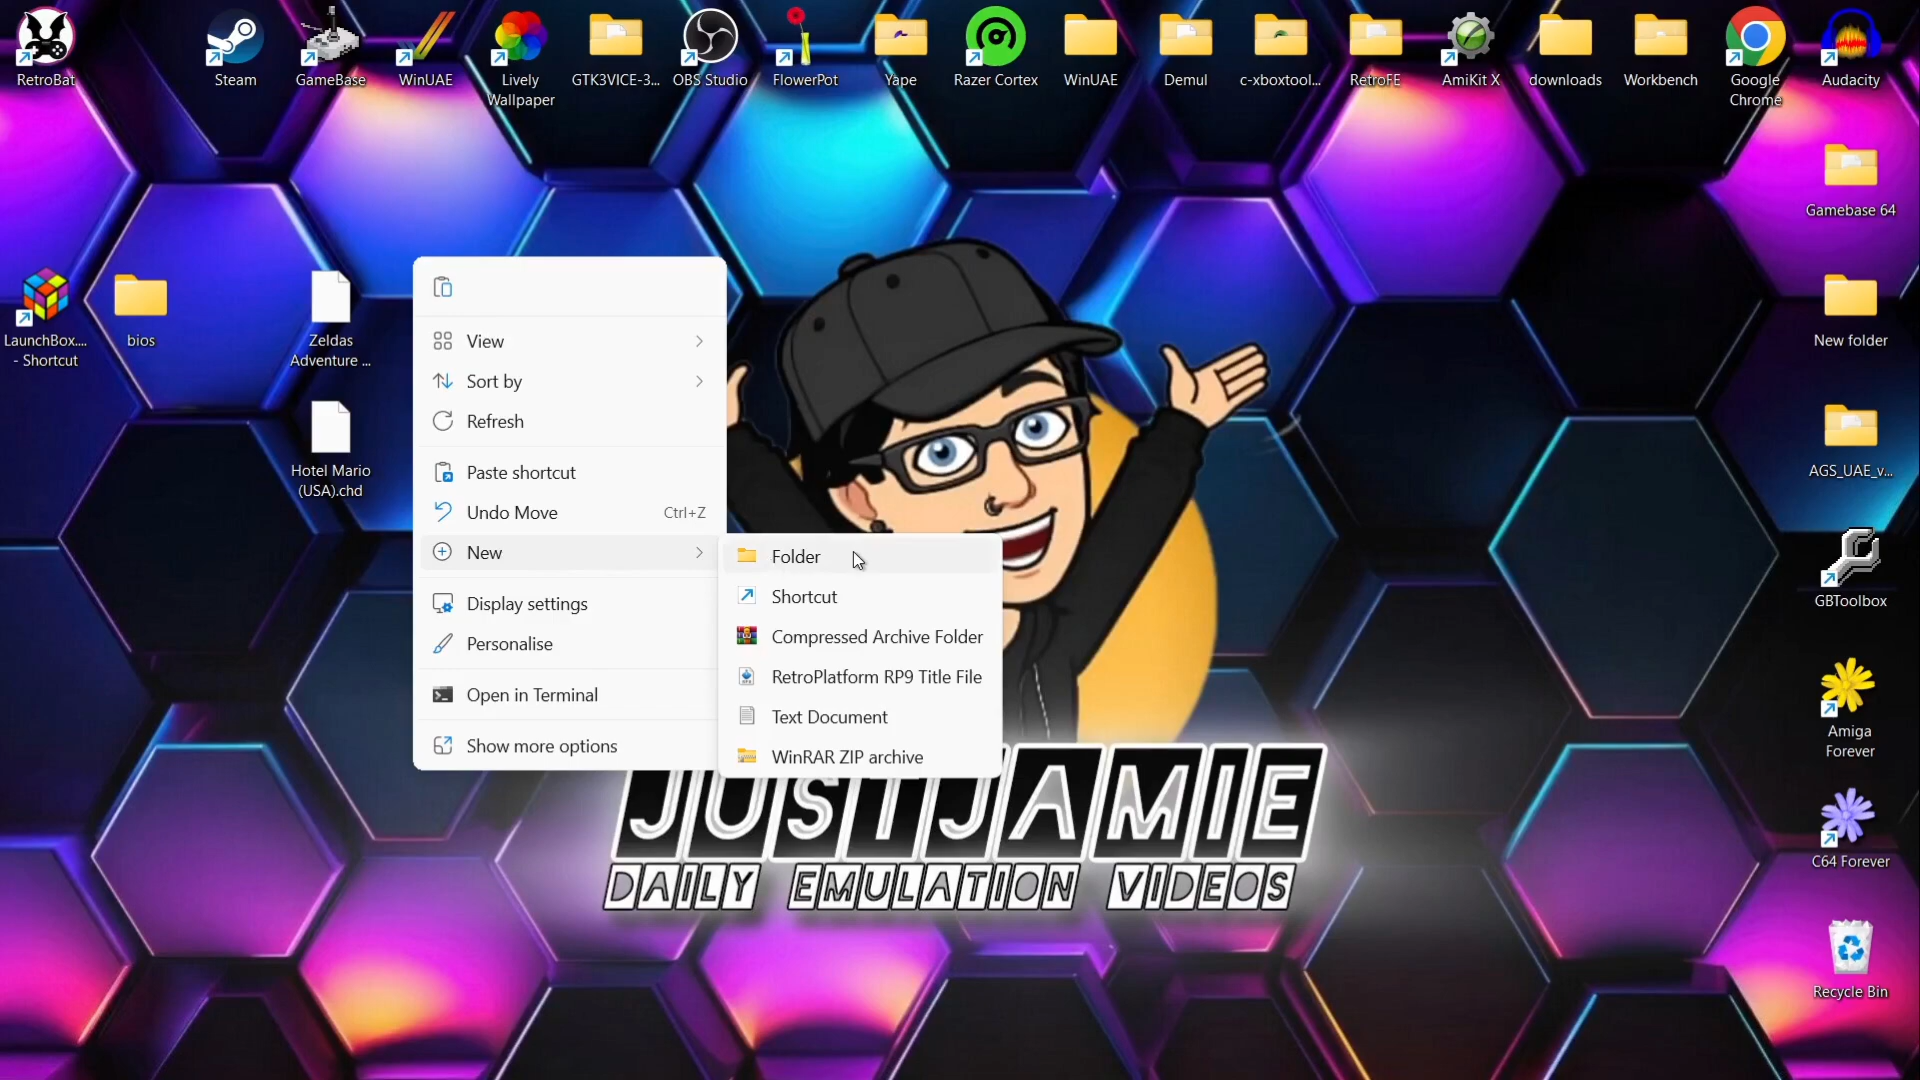 RetroBat
Steam
GameBase
WinUAE
Lively
Wallpaper
GTK3VICE-3...
OBS Studio
FlowerPot
Yape
Razer Cortex
WinUAE
Demul
c-xboxtool...
RetroFE
AmiKit X
downloads
Workbench
Google
Chrome
Audacity
Gamebase 64
LaunchBox....
- Shortcut
bios
Zeldas
Adventure ...
New folder
Hotel Mario
(USA).chd
AGS_UAE_v...
View
Sort by
Refresh
Paste shortcut
Undo Move Ctrl+Z
New
Display settings
Personalise
Open in Terminal
Show more options
Folder
Shortcut
Compressed Archive Folder
RetroPlatform RP9 Title File
Text Document
WinRAR ZIP archive
GBToolbox
Amiga
Forever
C64 Forever
Recycle Bin
JUSTJAMIE
DAILY EMULATION VIDEOS